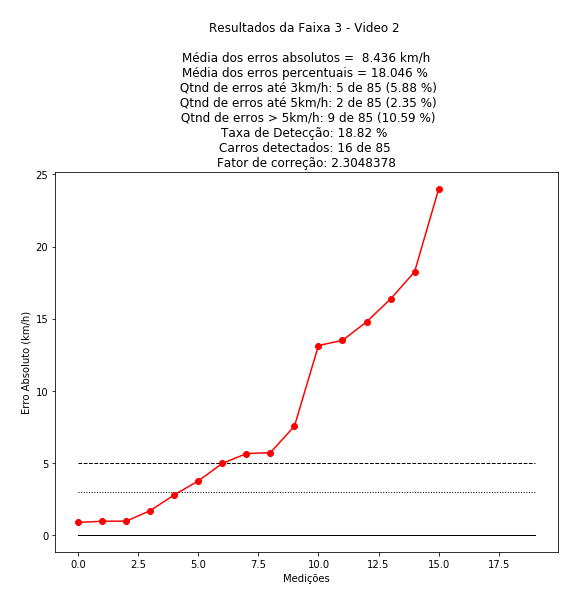 Resultados da Faixa 3 - Video 2
Média dos erros absolutos =  8.436 km/h
Média dos erros percentuais = 18.046 %
Qtnd de erros até 3km/h: 5 de 85 (5.88 %)
Qtnd de erros até 5km/h: 2 de 85 (2.35 %)
Qtnd de erros > 5km/h: 9 de 85 (10.59 %)
Taxa de Detecção: 18.82 %
Carros detectados: 16 de 85
Fator de correção: 2.3048378
25
20
15
10
5
0
Erro Absoluto (km/h)
0.0 2.5 5.0 7.5 10.0 12.5 15.0 17.5
Medições